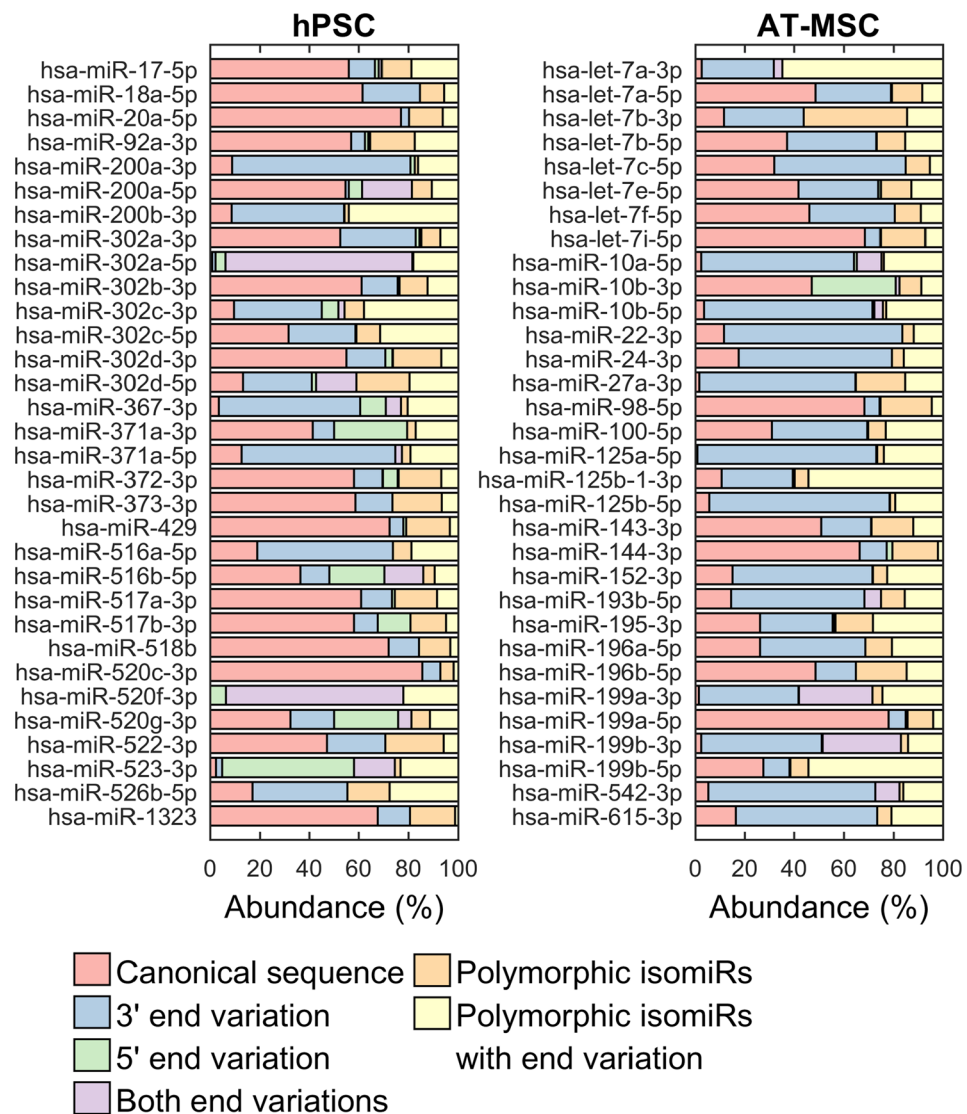 hPSC
hsa-miR-17-5p
hsa-miR-18a-5p
hsa-miR-20a-5p
hsa-miR-92a-3p
hsa-miR-200a-3p
hsa-miR-200a-5p
hsa-miR-200b-3p
hsa-miR-302a-3p
hsa-miR-302a-5p
hsa-miR-302b-3p
hsa-miR-302c-3p
hsa-miR-302c-5p
hsa-miR-302d-3p
hsa-miR-302d-5p
hsa-miR-367-3p
hsa-miR-371a-3p
hsa-miR-371a-5p
hsa-miR-372-3p
hsa-miR-373-3p
hsa-miR-429
hsa-miR-516a-5p
hsa-miR-516b-5p
hsa-miR-517a-3p
hsa-miR-517b-3p
hsa-miR-518b
hsa-miR-520c-3p
hsa-miR-520f-3p
hsa-miR-520g-3p
hsa-miR-522-3p
hsa-miR-523-3p
hsa-miR-526b-5p
hsa-miR-1323
0 20 40 60 80 100
Abundance (%)
AT-MSC
hsa-let-7a-3p
hsa-let-7a-5p
hsa-let-7b-3p
hsa-let-7b-5p
hsa-let-7c-5p
hsa-let-7e-5p
hsa-let-7f-5p
hsa-let-7i-5p
hsa-miR-10a-5p
hsa-miR-10b-3p
hsa-miR-10b-5p
hsa-miR-22-3p
hsa-miR-24-3p
hsa-miR-27a-3p
hsa-miR-98-5p
hsa-miR-100-5p
hsa-miR-125a-5p
hsa-miR-125b-1-3p
hsa-miR-125b-5p
hsa-miR-143-3p
hsa-miR-144-3p
hsa-miR-152-3p
hsa-miR-193b-5p
hsa-miR-195-3p
hsa-miR-196a-5p
hsa-miR-196b-5p
hsa-miR-199a-3p
hsa-miR-199a-5p
hsa-miR-199b-3p
hsa-miR-199b-5p
hsa-miR-542-3p
hsa-miR-615-3p
0 20 40 60 80 100
Abundance (%)
Canonical sequence
3' end variation
5' end variation
Both end variations
Polymorphic isomiRs
Polymorphic isomiRs
with end variation